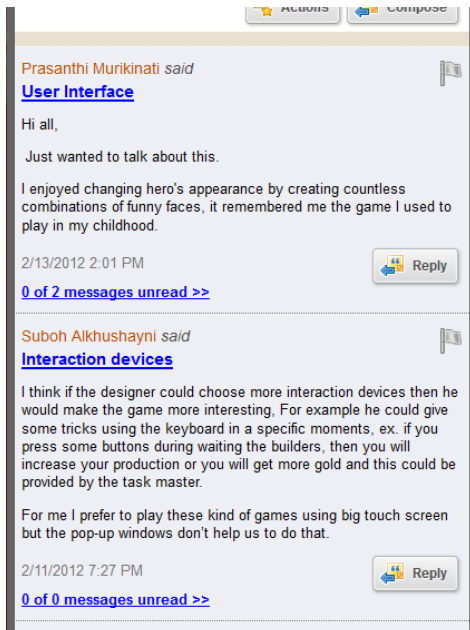 Actions Compose
Prasanthi Murikinati said
User Interface
Hi all,
Just wanted to talk about this.
I enjoyed changing hero's appearance by creating countless
combinations of funny faces, it remembered me the game I used to
play in my childhood.
2/13/2012 2:01 PM
Reply
0 of 2 messages unread >>
Suboh Alkhushayni said
Interaction devices
I think if the designer could choose more interaction devices then he
would make the game more interesting, For example he could give
some tricks using the keyboard in a specific moments, ex. if you
press some buttons during waiting the builders, then you will
increase your production or you will get more gold and this could be
provided by the task master.
For me I prefer to play these kind of games using big touch screen
but the pop-up windows don't help us to do that.
2/11/2012 7:27 PM
Reply
0 of 0 messages unread >>